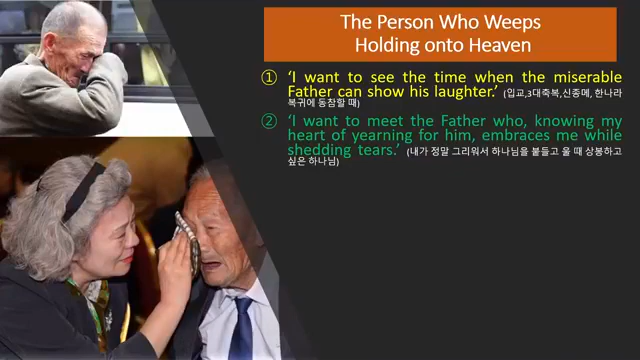 The Person Who Weeps
Holding onto Heaven
① ‘I want to see the time when the miserable
Father can show his laughter.’ (입교,3대축복,신종메, 한나라
복귀에 동참할 때)
② ‘I want to meet the Father who, knowing my
heart of yearning for him, embraces me while
shedding tears.’ (내가 정말 그리워서 하나님을 붙들고 울 때 상봉하고
싶은 하나님)